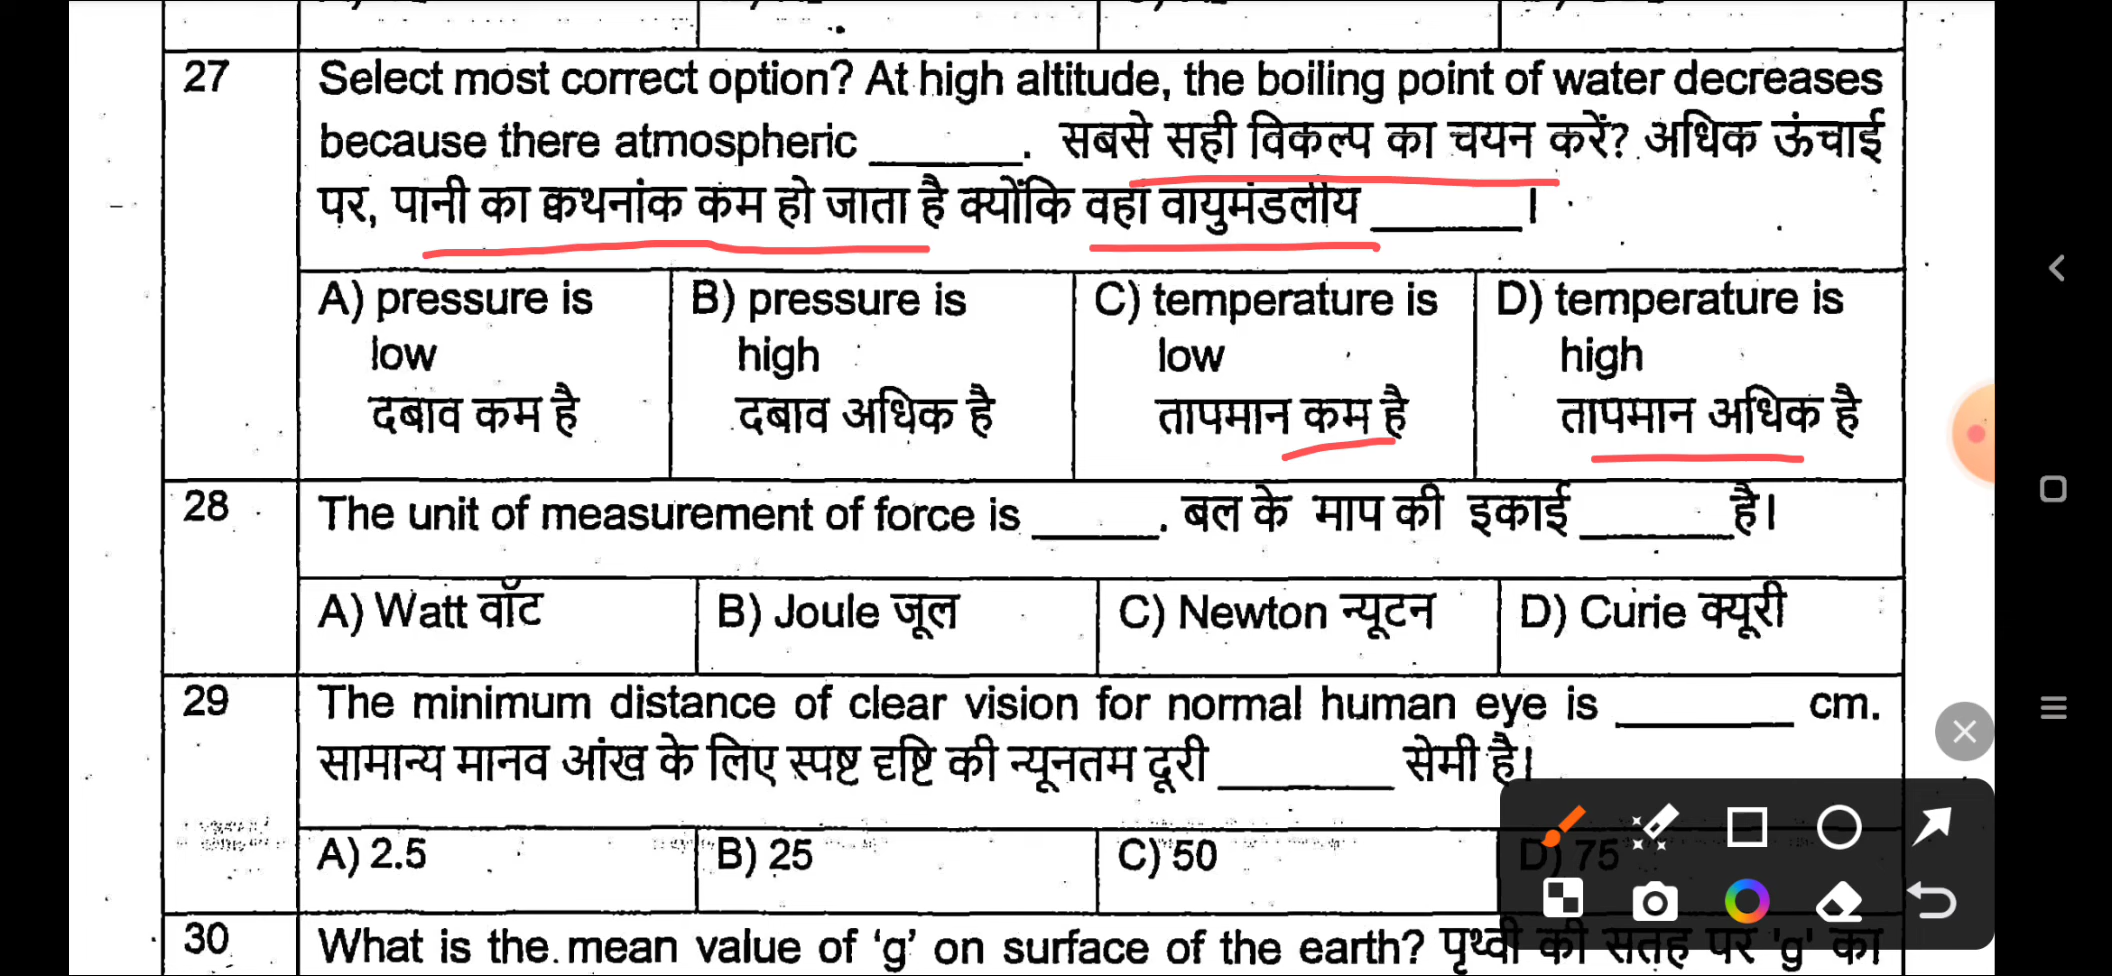 27
Select most correct option? At high altitude, the boiling point of water decreases
because there atmospheric ______. सबसे सही विकल्प का चयन करें? अधिक ऊंचाई
पर, पानी का क्वथनांक कम हो जाता है क्योंकि वहां वायुमंडलीय ______।
A) pressure is low दबाव कम है
B) pressure is high दबाव अधिक है
C) temperature is low तापमान कम है
D) temperature is high तापमान अधिक है
28
The unit of measurement of force is _____. बल के माप की इकाई ______है।
A) Watt वॉट
B) Joule जूल
C) Newton न्यूटन
D) Curie क्यूरी
29
The minimum distance of clear vision for normal human eye is _______ cm.
सामान्य मानव आंख के लिए स्पष्ट दृष्टि की न्यूनतम दूरी _______ सेमी है।
A) 2.5
B) 25
C) 50
D) 75
30
What is the mean value of 'g' on surface of the earth? पृथ्वी की सतह पर 'g' का